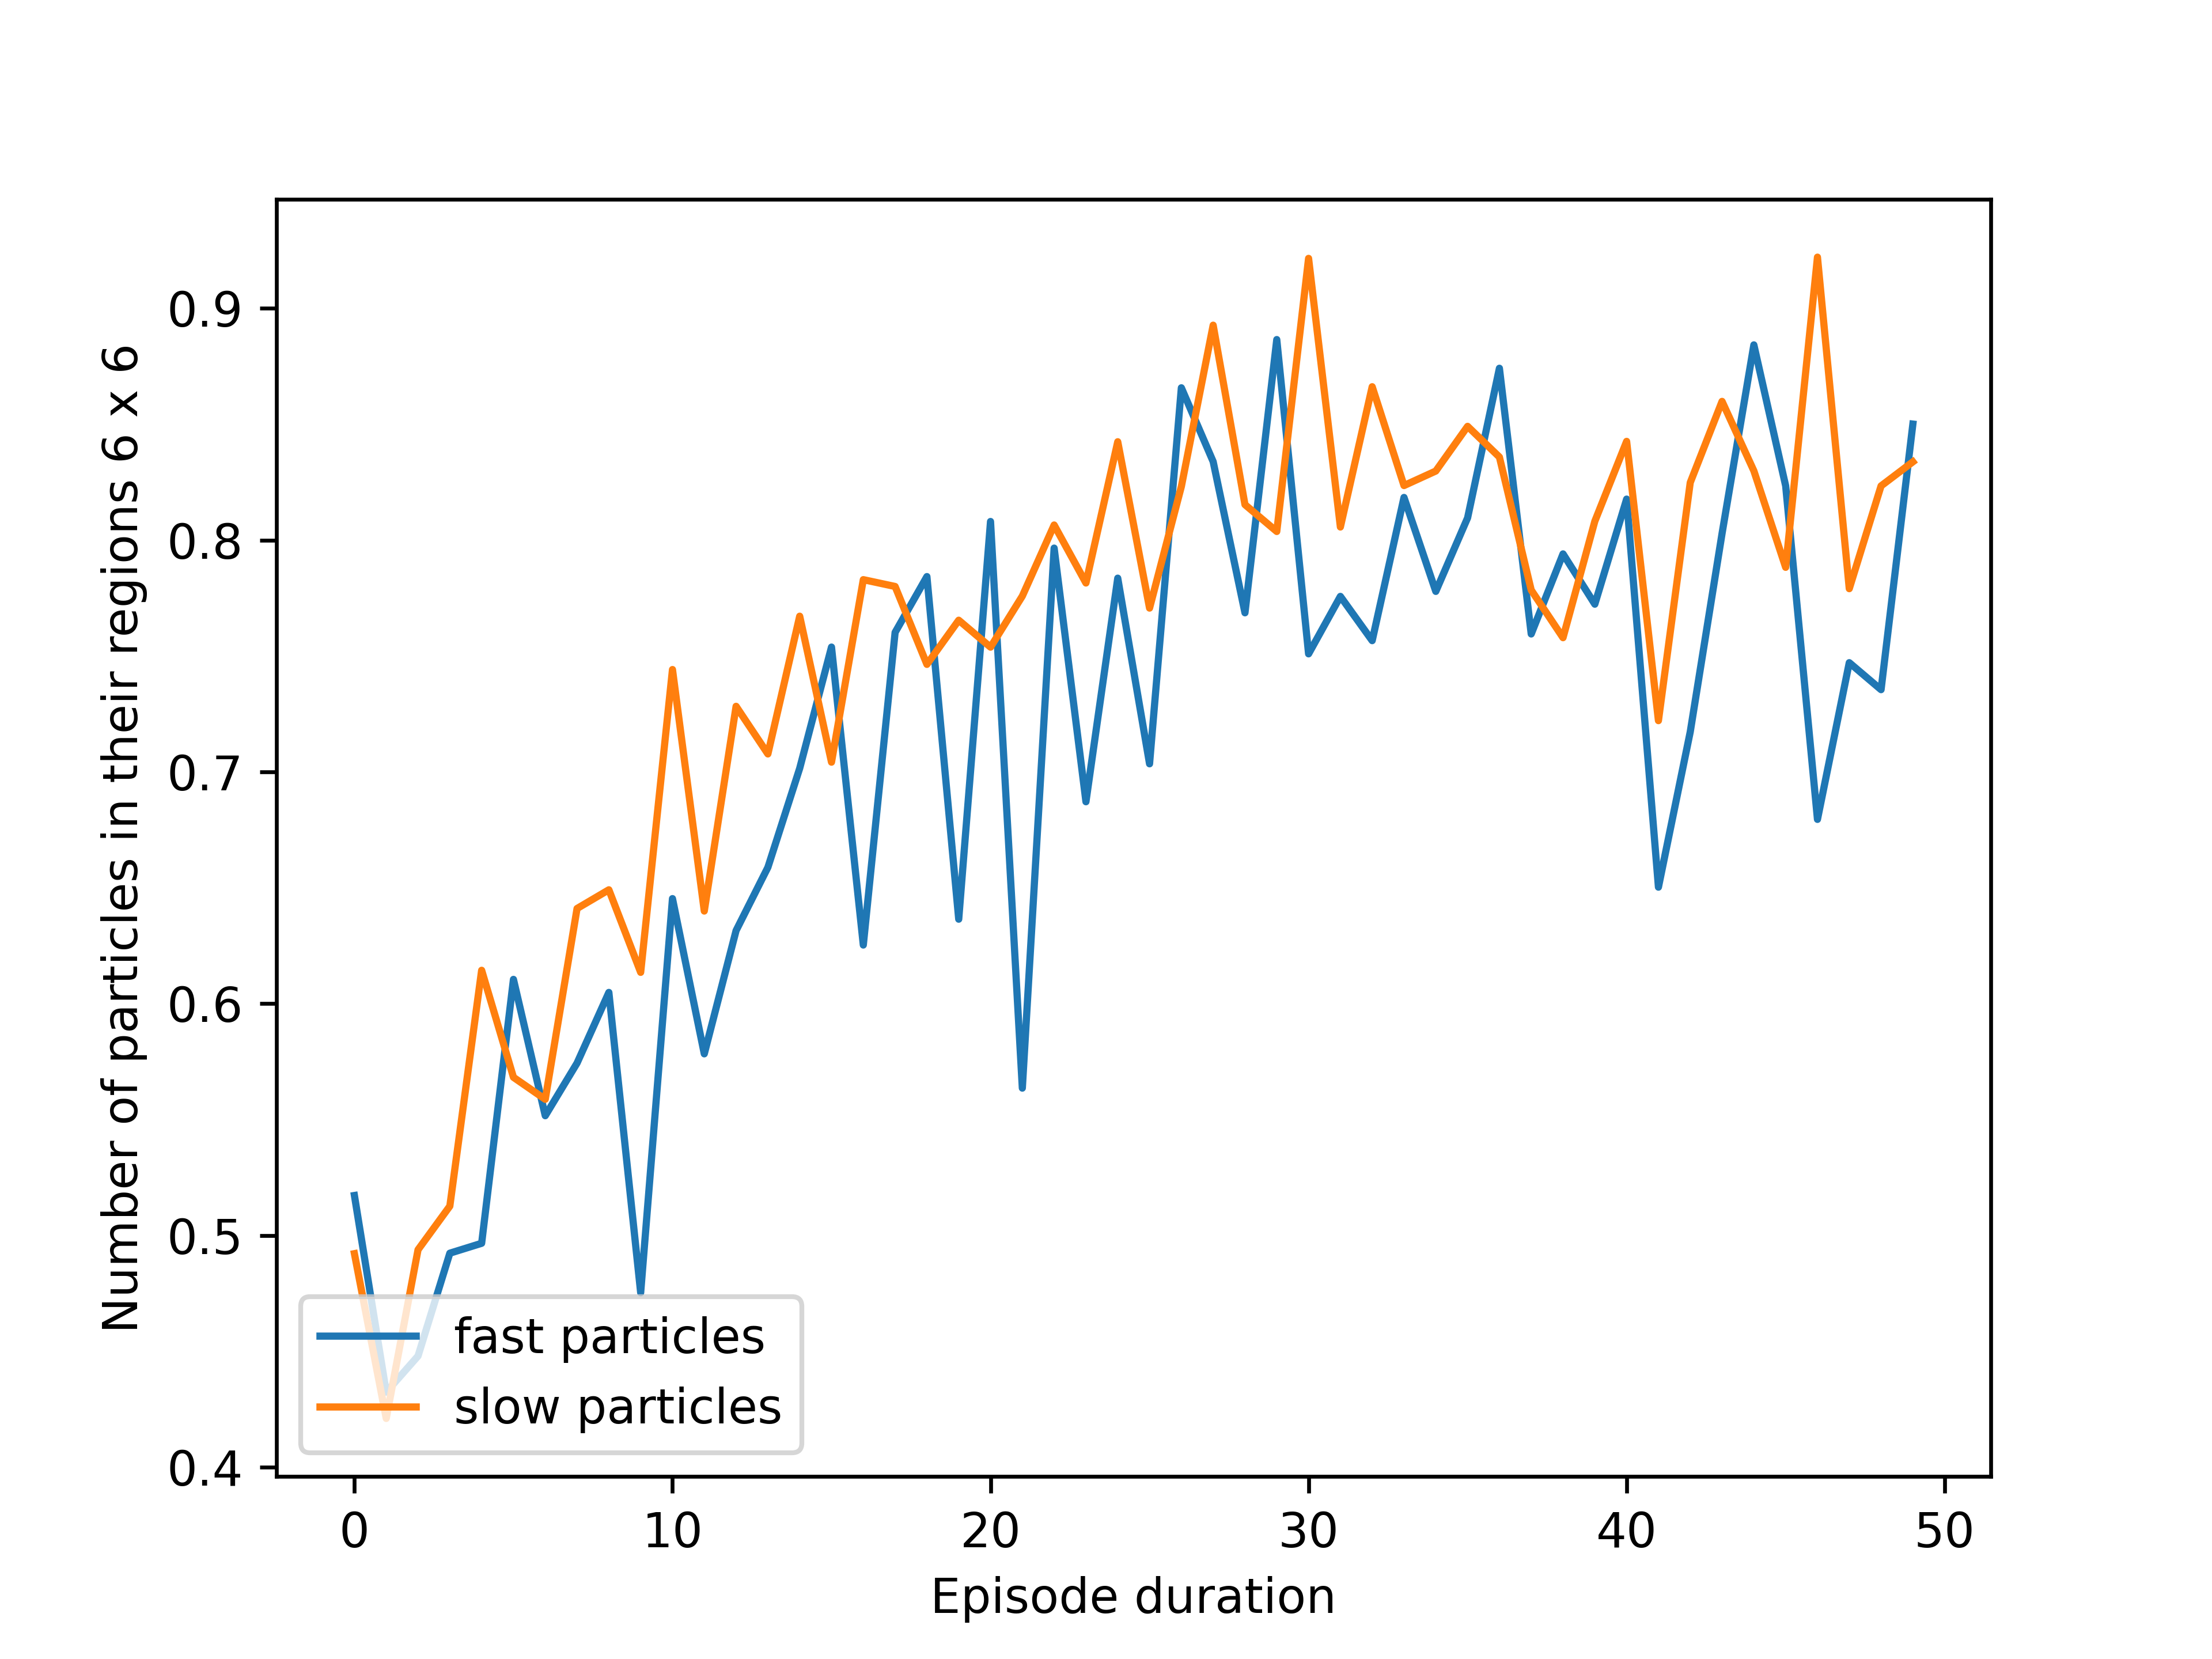 Number of particles in their regions 6 x 6
0.9
0.8
0.7
0.6
0.5
0.4
fast particles
slow particles
0 10 20 30 40 50
Episode duration